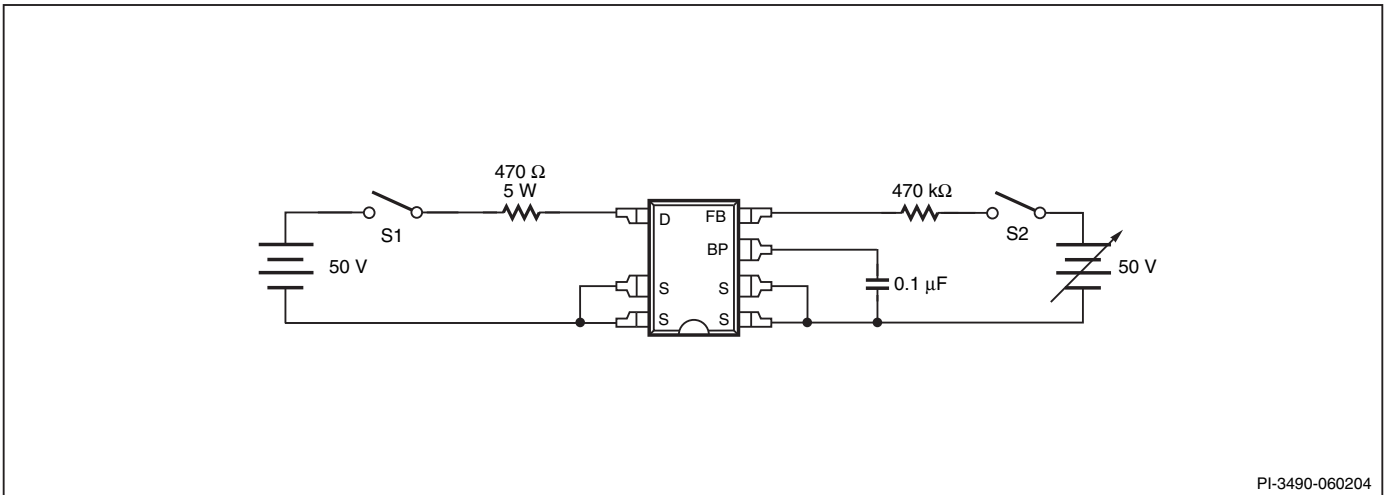 470 Ω
5 W
470 kΩ
S1
S2
D
FB
BP
50 V
50 V
S
S
0.1 μF
S
S
PI-3490-060204